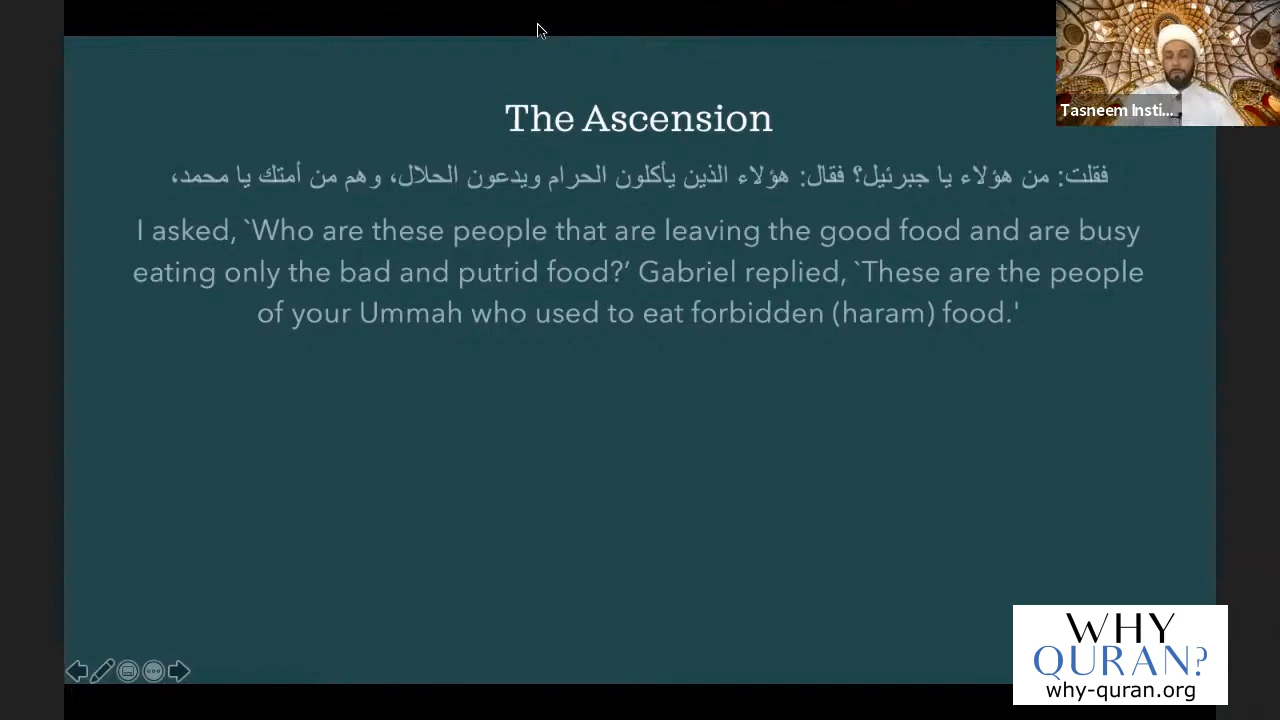 The Ascension
Tasneem Insti...
فقلت: من هؤلاء يا جبرئيل؟ فقال: هؤلاء الذين يأكلون الحرام ويدعون الحلال، وهم من أمتك يا محمد،
I asked, `Who are these people that are leaving the good food and are busy
eating only the bad and putrid food?’ Gabriel replied, `These are the people
of your Ummah who used to eat forbidden (haram) food.'
WHY
QURAN?
why-quran.org